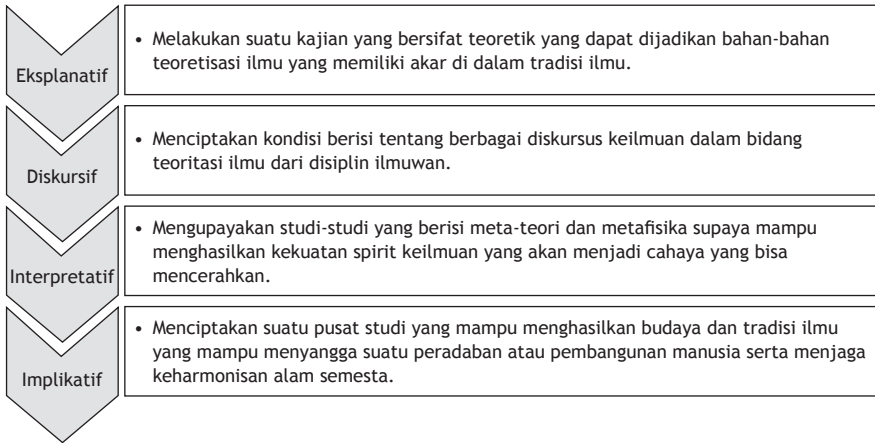 Eksplanatif
• Melakukan suatu kajian yang bersifat teoretik yang dapat dijadikan bahan-bahan
teoretisasi ilmu yang memiliki akar di dalam tradisi ilmu.
Diskursif
• Menciptakan kondisi berisi tentang berbagai diskursus keilmuan dalam bidang
teoritasi ilmu dari disiplin ilmuwan.
Interpretatif
• Mengupayakan studi-studi yang berisi meta-teori dan metafisika supaya mampu
menghasilkan kekuatan spirit keilmuan yang akan menjadi cahaya yang bisa
mencerahkan.
Implikatif
• Menciptakan suatu pusat studi yang mampu menghasilkan budaya dan tradisi ilmu
yang mampu menyangga suatu peradaban atau pembangunan manusia serta menjaga
keharmonisan alam semesta.